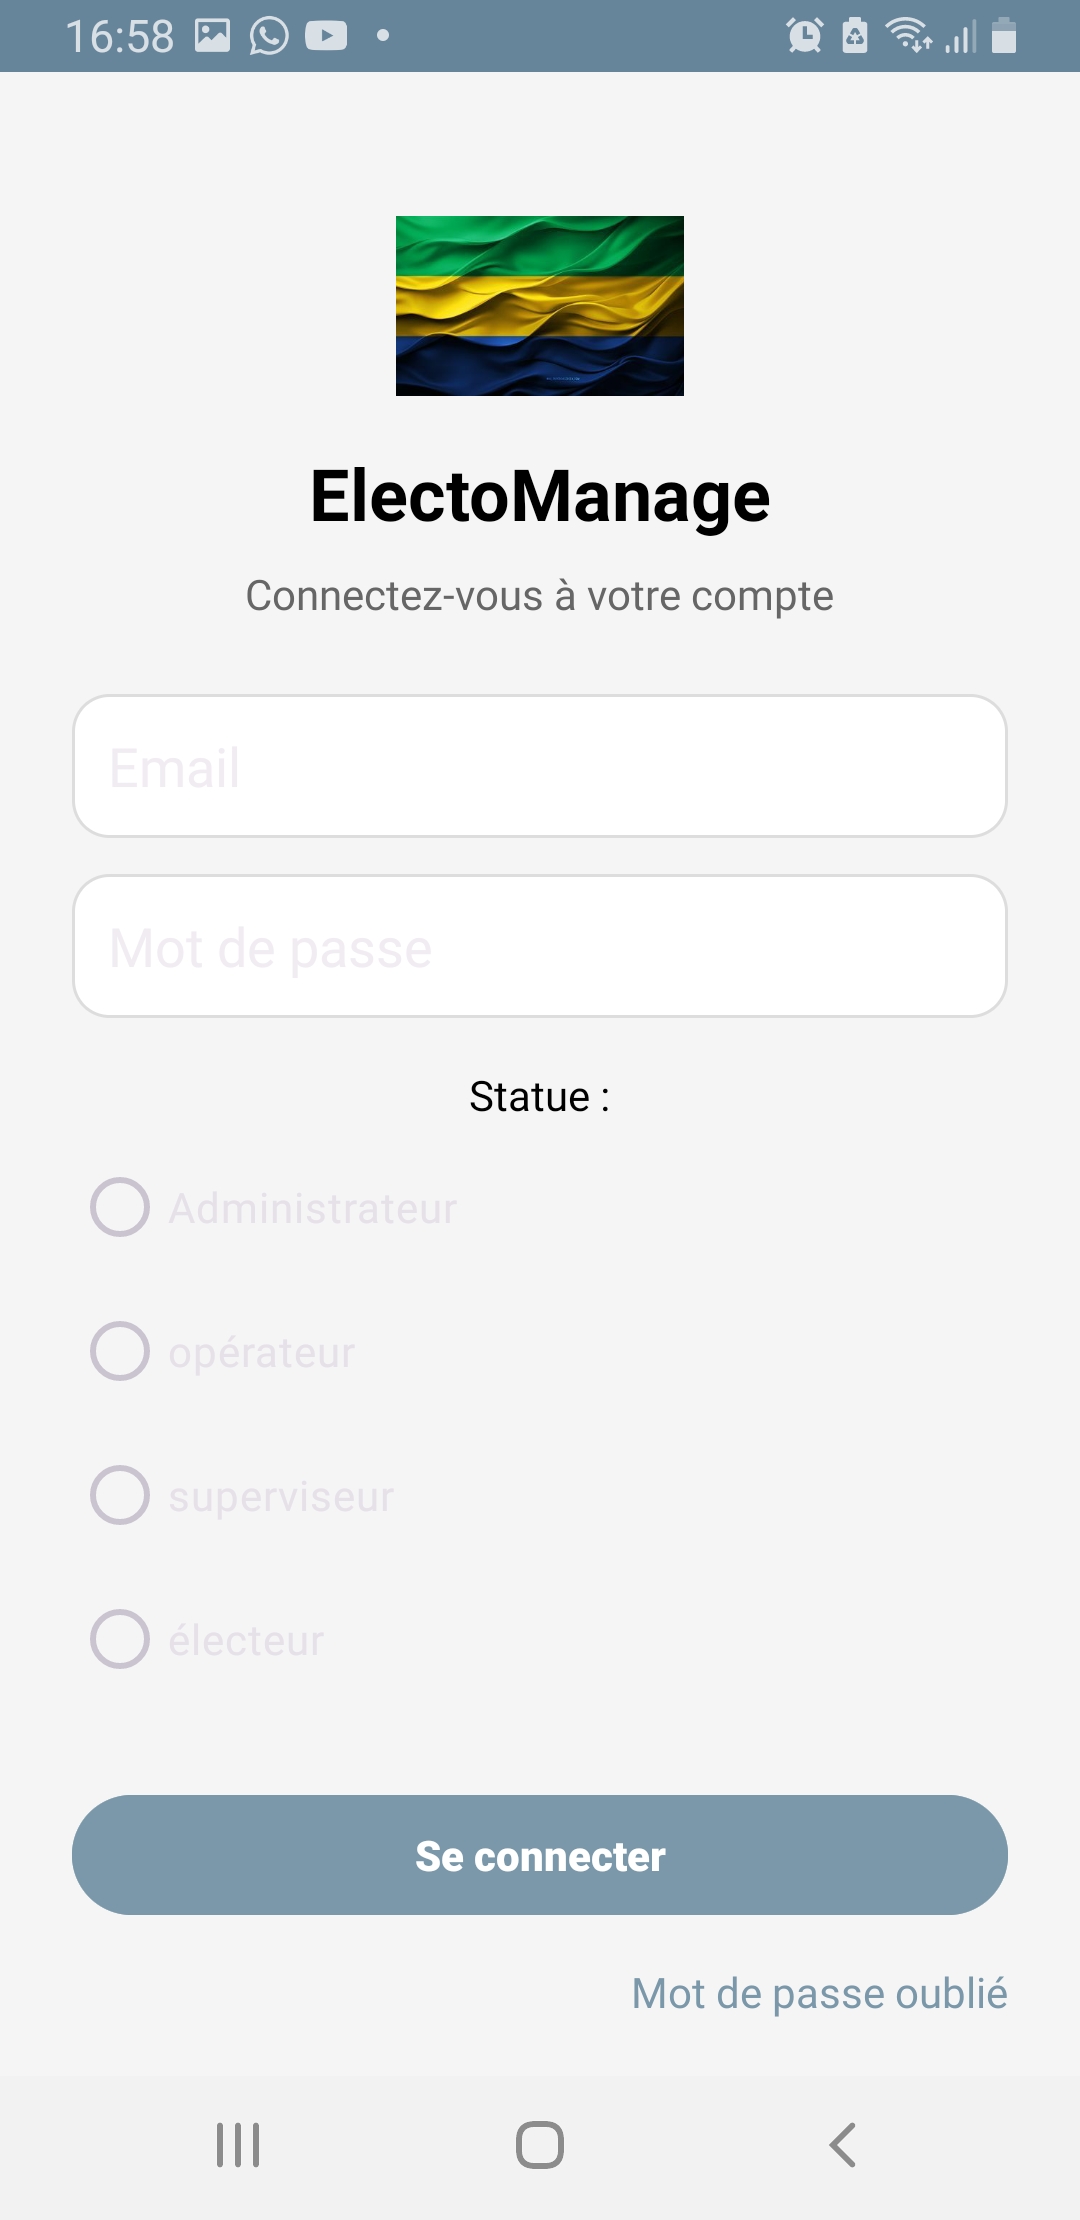 16:58
ElectoManage
Connectez-vous à votre compte
Email
Mot de passe
Statue :
Administrateur
opérateur
superviseur
électeur
Se connecter
Mot de passe oublié